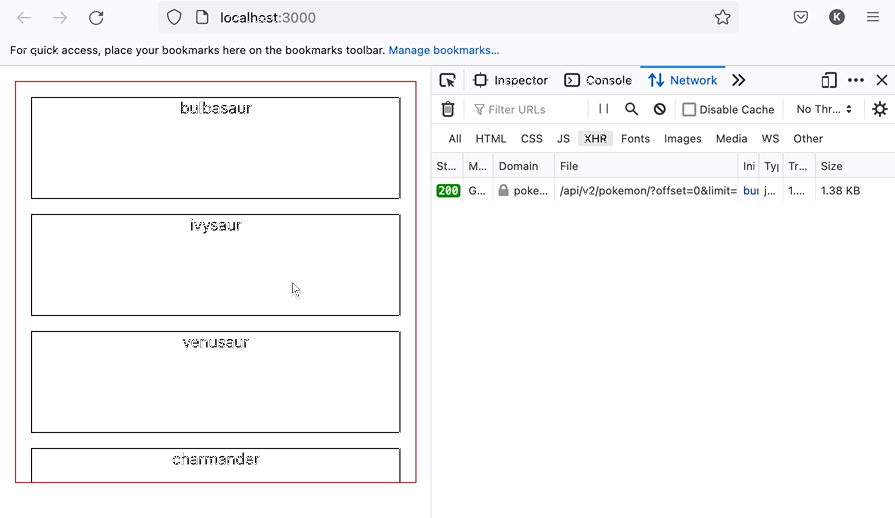 localhost:3000
K
For quick access, place your bookmarks here on the bookmarks toolbar. Manage bookmarks...
Inspector Console Network
Filter URLs Disable Cache No Thr...
All HTML CSS JS XHR Fonts Images Media WS Other
St... M... Domain File Ini Typ Tr... Size
200 G... poke... /api/v2/pokemon/?offset=0&limit= bun j... 1.... 1.38 KB
bulbasaur
ivysaur
venusaur
charmander